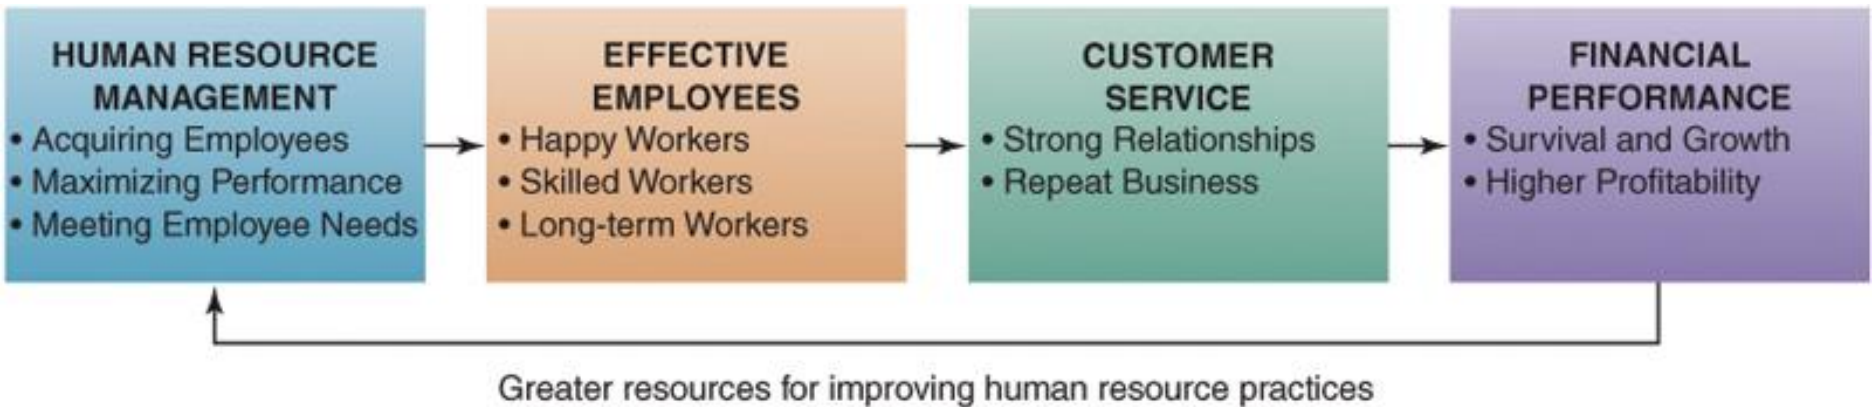 HUMAN RESOURCE
MANAGEMENT
• Acquiring Employees
• Maximizing Performance
• Meeting Employee Needs
EFFECTIVE
EMPLOYEES
• Happy Workers
• Skilled Workers
• Long-term Workers
CUSTOMER
SERVICE
• Strong Relationships
• Repeat Business
FINANCIAL
PERFORMANCE
• Survival and Growth
• Higher Profitability
Greater resources for improving human resource practices